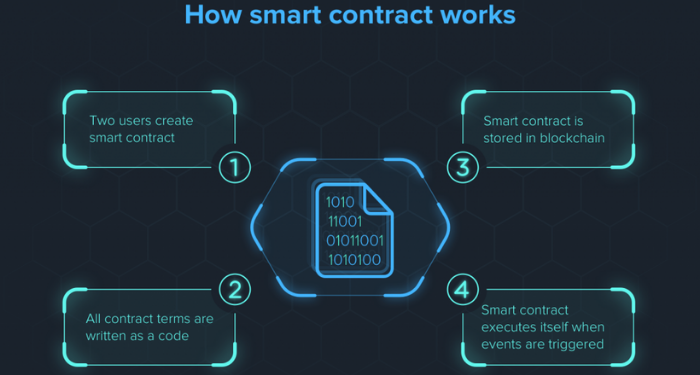 How smart contract works
Two users create
smart contract
1
All contract terms are
written as a code
2
Smart contract is
stored in blockchain
3
Smart contract
executes itself when
events are triggered
4
1010
11001
01011001
1010100